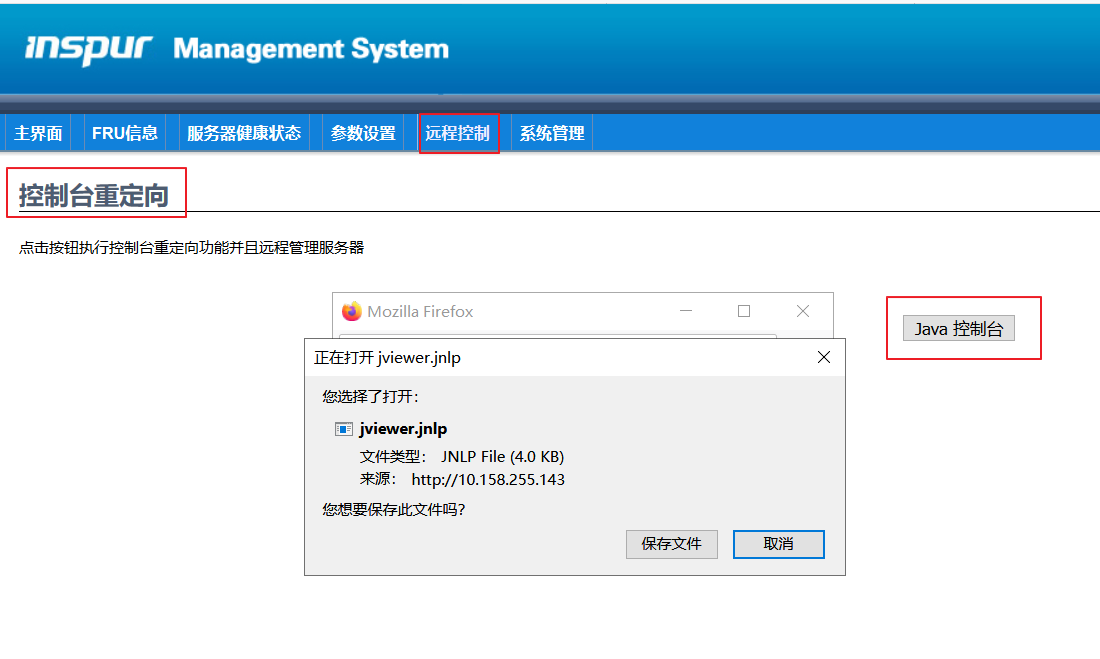 inspur Management System
主界面 FRU信息 服务器健康状态 参数设置 远程控制 系统管理
控制台重定向
点击按钮执行控制台重定向功能并且远程管理服务器
Mozilla Firefox
Java 控制台
正在打开 jviewer.jnlp
您选择了打开:
jviewer.jnlp
文件类型: JNLP File (4.0 KB)
来源: http://10.158.255.143
您想要保存此文件吗?
保存文件 取消